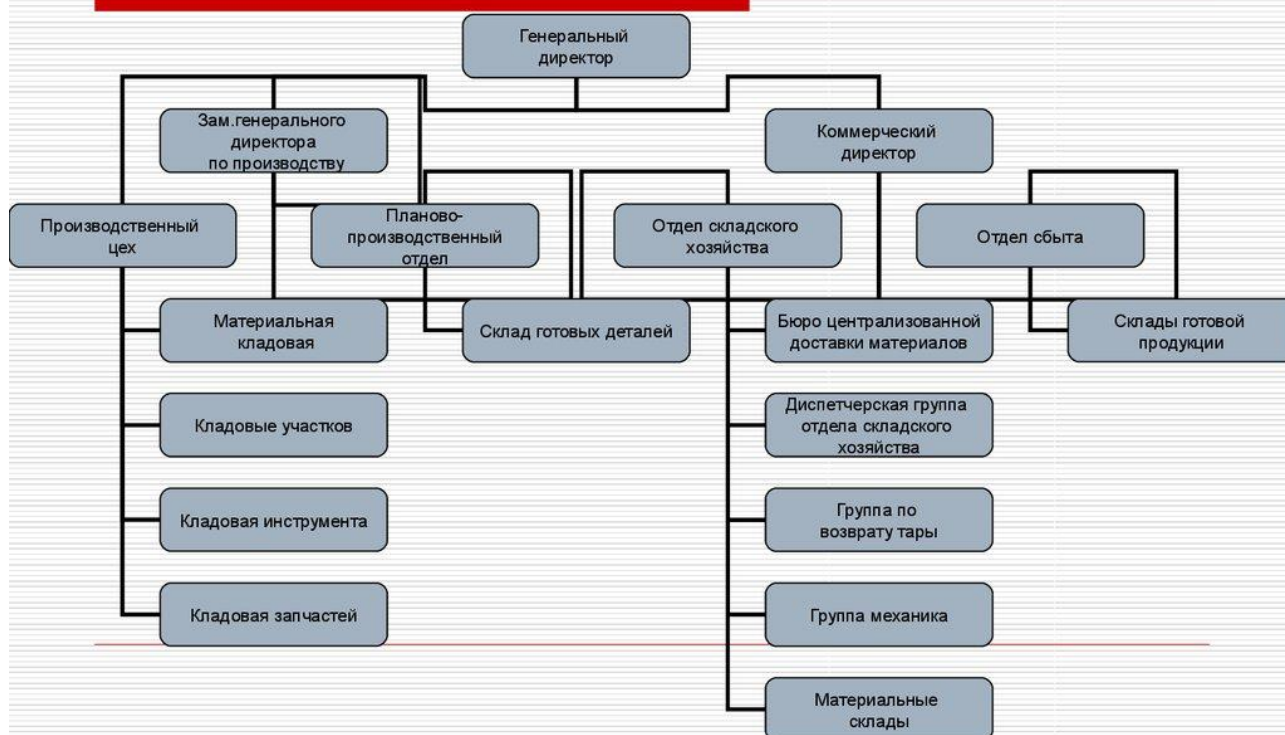 Генеральный
директор
Зам.генерального
директора
по производству
Коммерческий
директор
Производственный
цех
Планово-
производственный
отдел
Отдел складского
хозяйства
Отдел сбыта
Материальная
кладовая
Склад готовых деталей
Бюро централизованной
доставки материалов
Склады готовой
продукции
Кладовые участков
Диспетчерская группа
отдела складского
хозяйства
Кладовая инструмента
Группа по
возврату тары
Кладовая запчастей
Группа механика
Материальные
склады